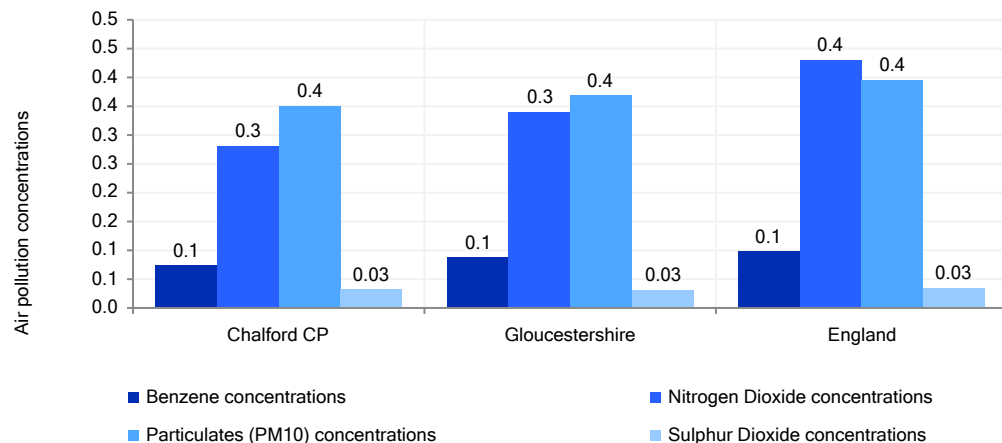 Air pollution concentrations
0.5
0.5
0.4
0.4
0.3
0.3
0.2
0.2
0.1
0.1
0.0
0.1
0.3
0.4
0.03
0.1
0.3
0.4
0.03
0.1
0.4
0.4
0.03
Chalford CP
Gloucestershire
England
Benzene concentrations
Nitrogen Dioxide concentrations
Particulates (PM10) concentrations
Sulphur Dioxide concentrations